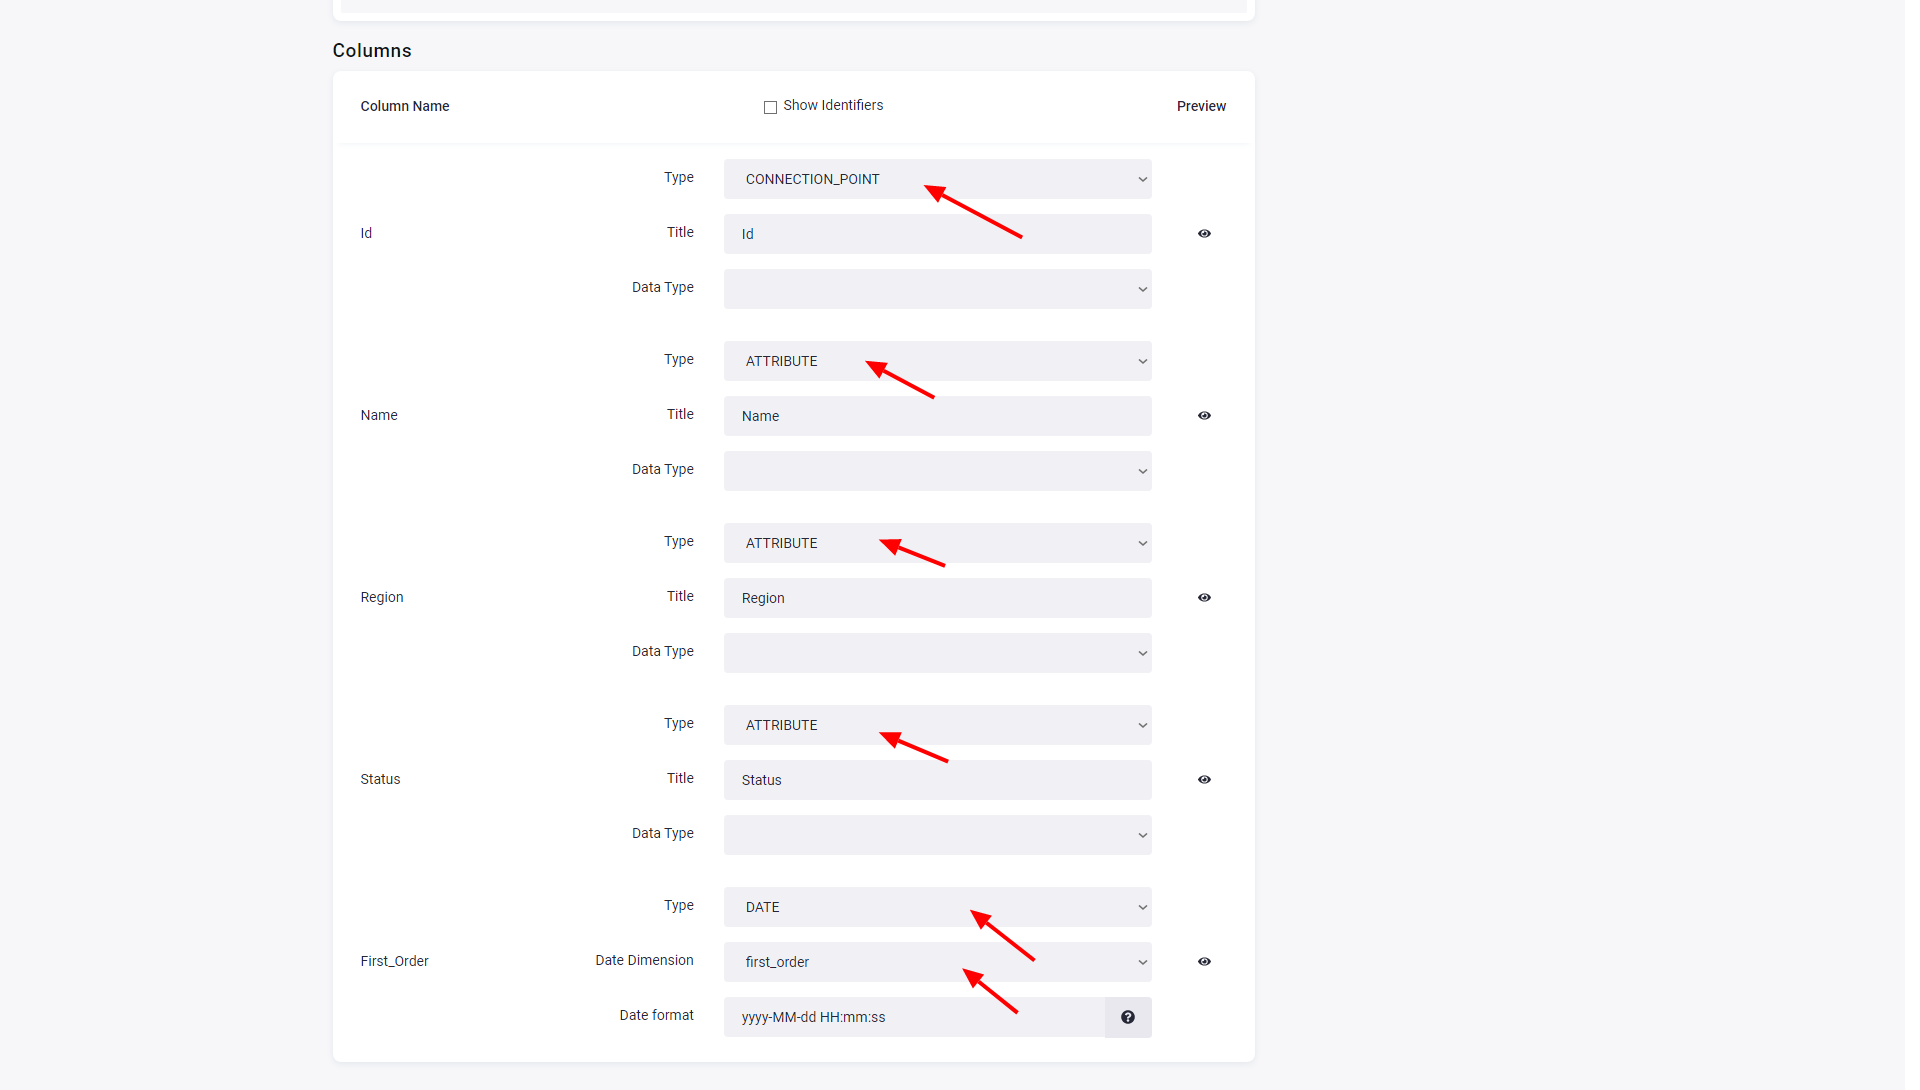 Columns
Column Name Show Identifiers Preview
Type CONNECTION_POINT
Id Title Id
Data Type
Type ATTRIBUTE
Name Title Name
Data Type
Type ATTRIBUTE
Region Title Region
Data Type
Type ATTRIBUTE
Status Title Status
Data Type
Type DATE
First_Order Date Dimension first_order
Date format yyyy-MM-dd HH:mm:ss